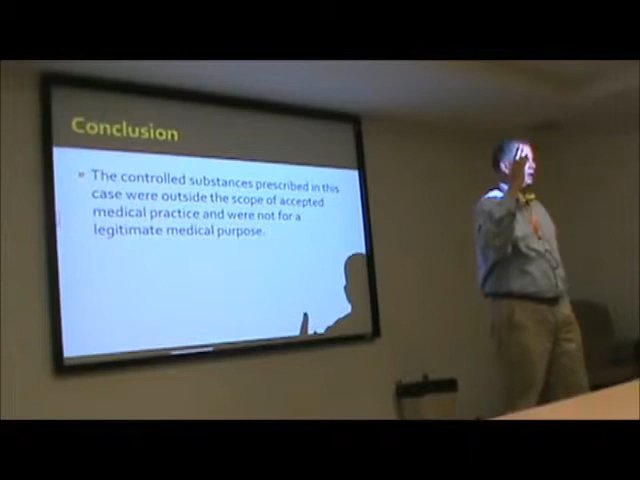 Conclusion
» The controlled substances prescribed in this
case were outside the scope of accepted
medical practice and were not for a
legitimate medical purpose.